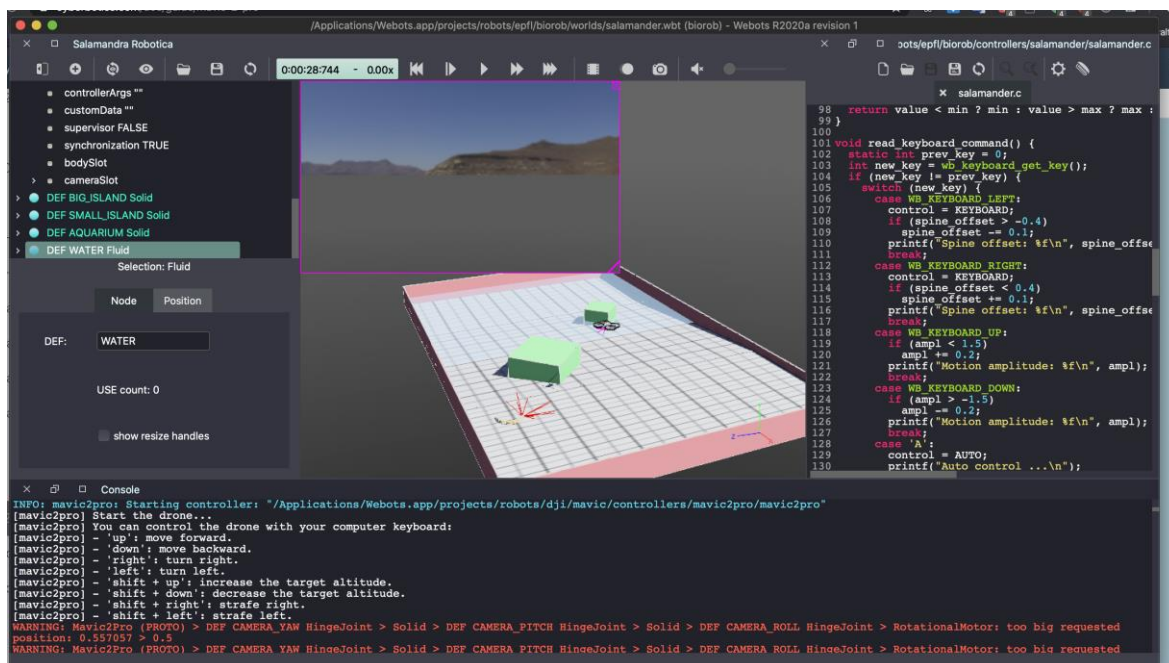 /Applications/Webots.app/projects/robots/epfl/biorob/worlds/salamander.wbt (biorob) - Webots R2020a revision 1
Salamandra Robotica
ots/epfl/biorob/controllers/salamander/salamander.c
0:00:28:744 - 0.00x
controllerArgs ""
customData ""
supervisor FALSE
synchronization TRUE
bodySlot
cameraSlot
DEF BIG_ISLAND Solid
DEF SMALL_ISLAND Solid
DEF AQUARIUM Solid
DEF WATER Fluid
Selection: Fluid
Node Position
DEF: WATER
USE count: 0
show resize handles
z
salamander.c
98 return value < min ? min : value > max ? max :
99 }
100
101 void read_keyboard_command() {
102 static int prev_key = 0;
103 int new_key = wb_keyboard_get_key();
104 if (new_key != prev_key) {
105 switch (new_key) {
106 case WB_KEYBOARD_LEFT:
107 control = KEYBOARD;
108 if (spine_offset > -0.4)
109 spine_offset -= 0.1;
110 printf("Spine offset: %f\n", spine_offse
111 break;
112 case WB_KEYBOARD_RIGHT:
113 control = KEYBOARD;
114 if (spine_offset < 0.4)
115 spine_offset += 0.1;
116 printf("Spine offset: %f\n", spine_offse
117 break;
118 case WB_KEYBOARD_UP:
119 if (ampl < 1.5)
120 ampl += 0.2;
121 printf("Motion amplitude: %f\n", ampl);
122 break;
123 case WB_KEYBOARD_DOWN:
124 if (ampl > -1.5)
125 ampl -= 0.2;
126 printf("Motion amplitude: %f\n", ampl);
127 break;
128 case 'A':
129 control = AUTO;
130 printf("Auto control ...\n");
Console
INFO: mavic2pro: Starting controller: "/Applications/Webots.app/projects/robots/dji/mavic/controllers/mavic2pro/mavic2pro"
[mavic2pro] Start the drone...
[mavic2pro] You can control the drone with your computer keyboard:
[mavic2pro] - 'up': move forward.
[mavic2pro] - 'down': move backward.
[mavic2pro] - 'right': turn right.
[mavic2pro] - 'left': turn left.
[mavic2pro] - 'shift + up': increase the target altitude.
[mavic2pro] - 'shift + down': decrease the target altitude.
[mavic2pro] - 'shift + right': strafe right.
[mavic2pro] - 'shift + left': strafe left.
WARNING: Mavic2Pro (PROTO) > DEF CAMERA_YAW HingeJoint > Solid > DEF CAMERA_PITCH HingeJoint > Solid > DEF CAMERA_ROLL HingeJoint > RotationalMotor: too big requested
position: 0.557057 > 0.5
WARNING: Mavic2Pro (PROTO) > DEF CAMERA_YAW HingeJoint > Solid > DEF CAMERA_PITCH HingeJoint > Solid > DEF CAMERA_ROLL HingeJoint > RotationalMotor: too big requested